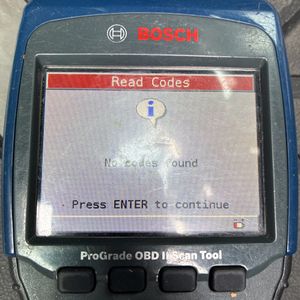 BOSCH
Read Codes
No codes found
Press ENTER to continue
ProGrade OBD II Scan Tool